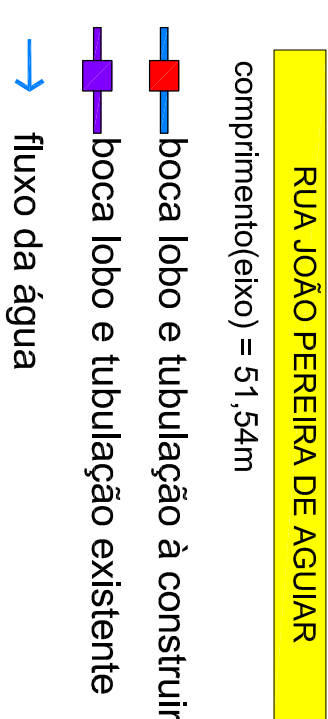 RUA JOÃO PEREIRA DE AGUIAR
comprimento(eixo) = 51,54m
boca lobo e tubulação à construir
boca lobo e tubulação existente
fluxo da água